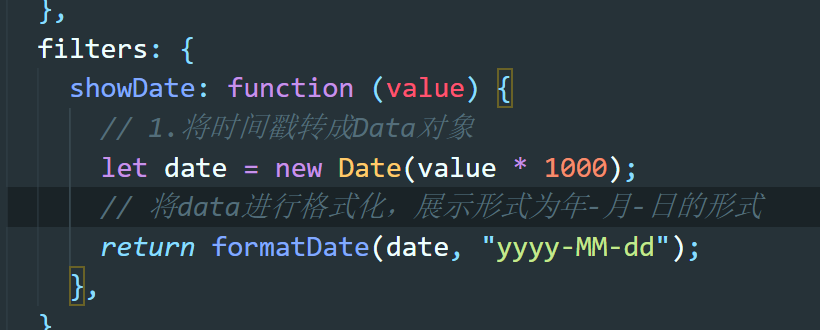 },
filters: {
showDate: function (value) {
// 1.将时间戳转成Data对象
let date = new Date(value * 1000);
// 将data进行格式化，展示形式为年-月-日的形式
return formatDate(date, "yyyy-MM-dd");
},
}